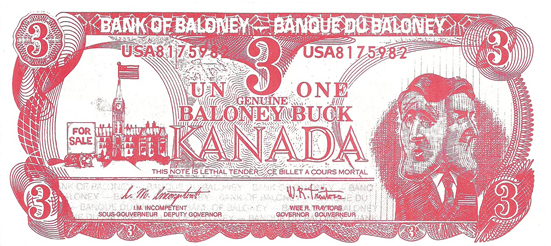 3 BANK OF BALONEY – BANQUE DU BALONEY 3
USA8175982 USA8175982
3
UN ONE
GENUINE
BALONEY BUCK
FOR
SALE
KANADA
THIS NOTE IS LETHAL TENDER CE BILLET A COURS MORTAL
3 3
I. M. Incompetent W.R. Traitors
I.M. INCOMPETENT WEE R. TRAYTORS
SOUS-GOUVERNEUR DEPUTY GOVERNOR GOVERNOR GOUVERNEUR